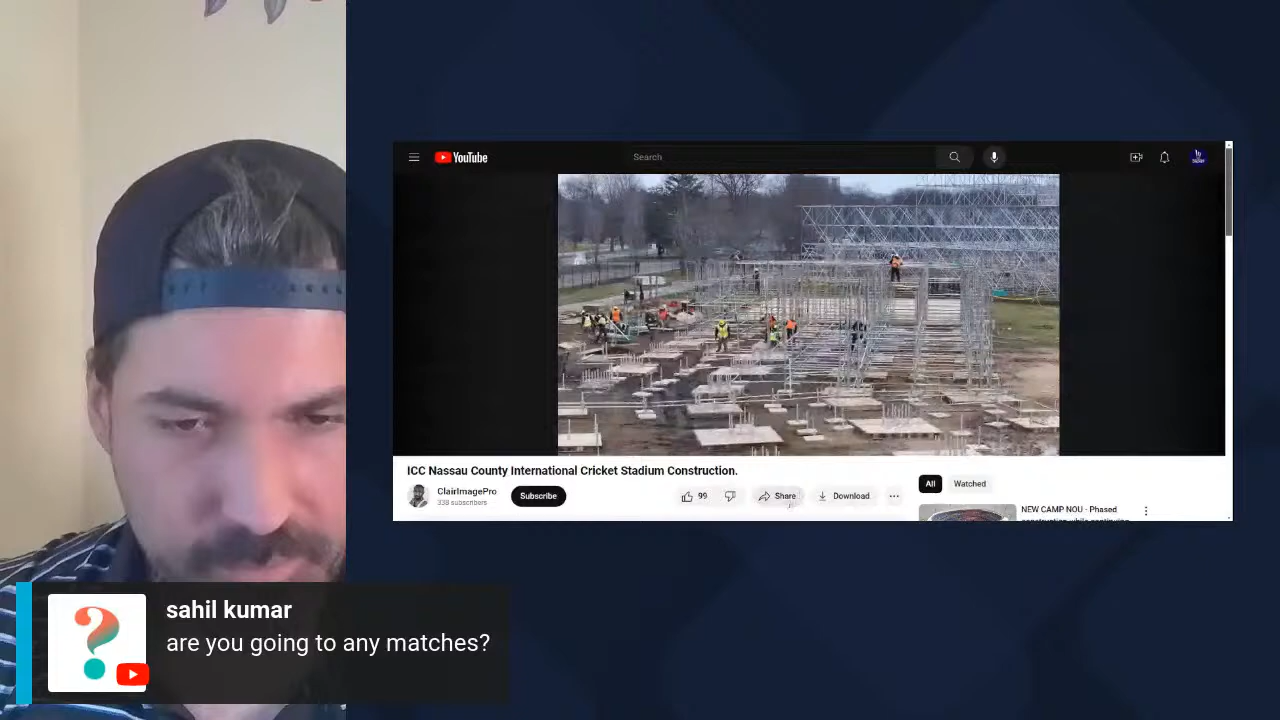 YouTube
Search
ICC Nassau County International Cricket Stadium Construction.
ClairImagePro
338 subscribers
Subscribe
99
Share
Download
All
Watched
NEW CAMP NOU - Phased
sahil kumar
are you going to any matches?